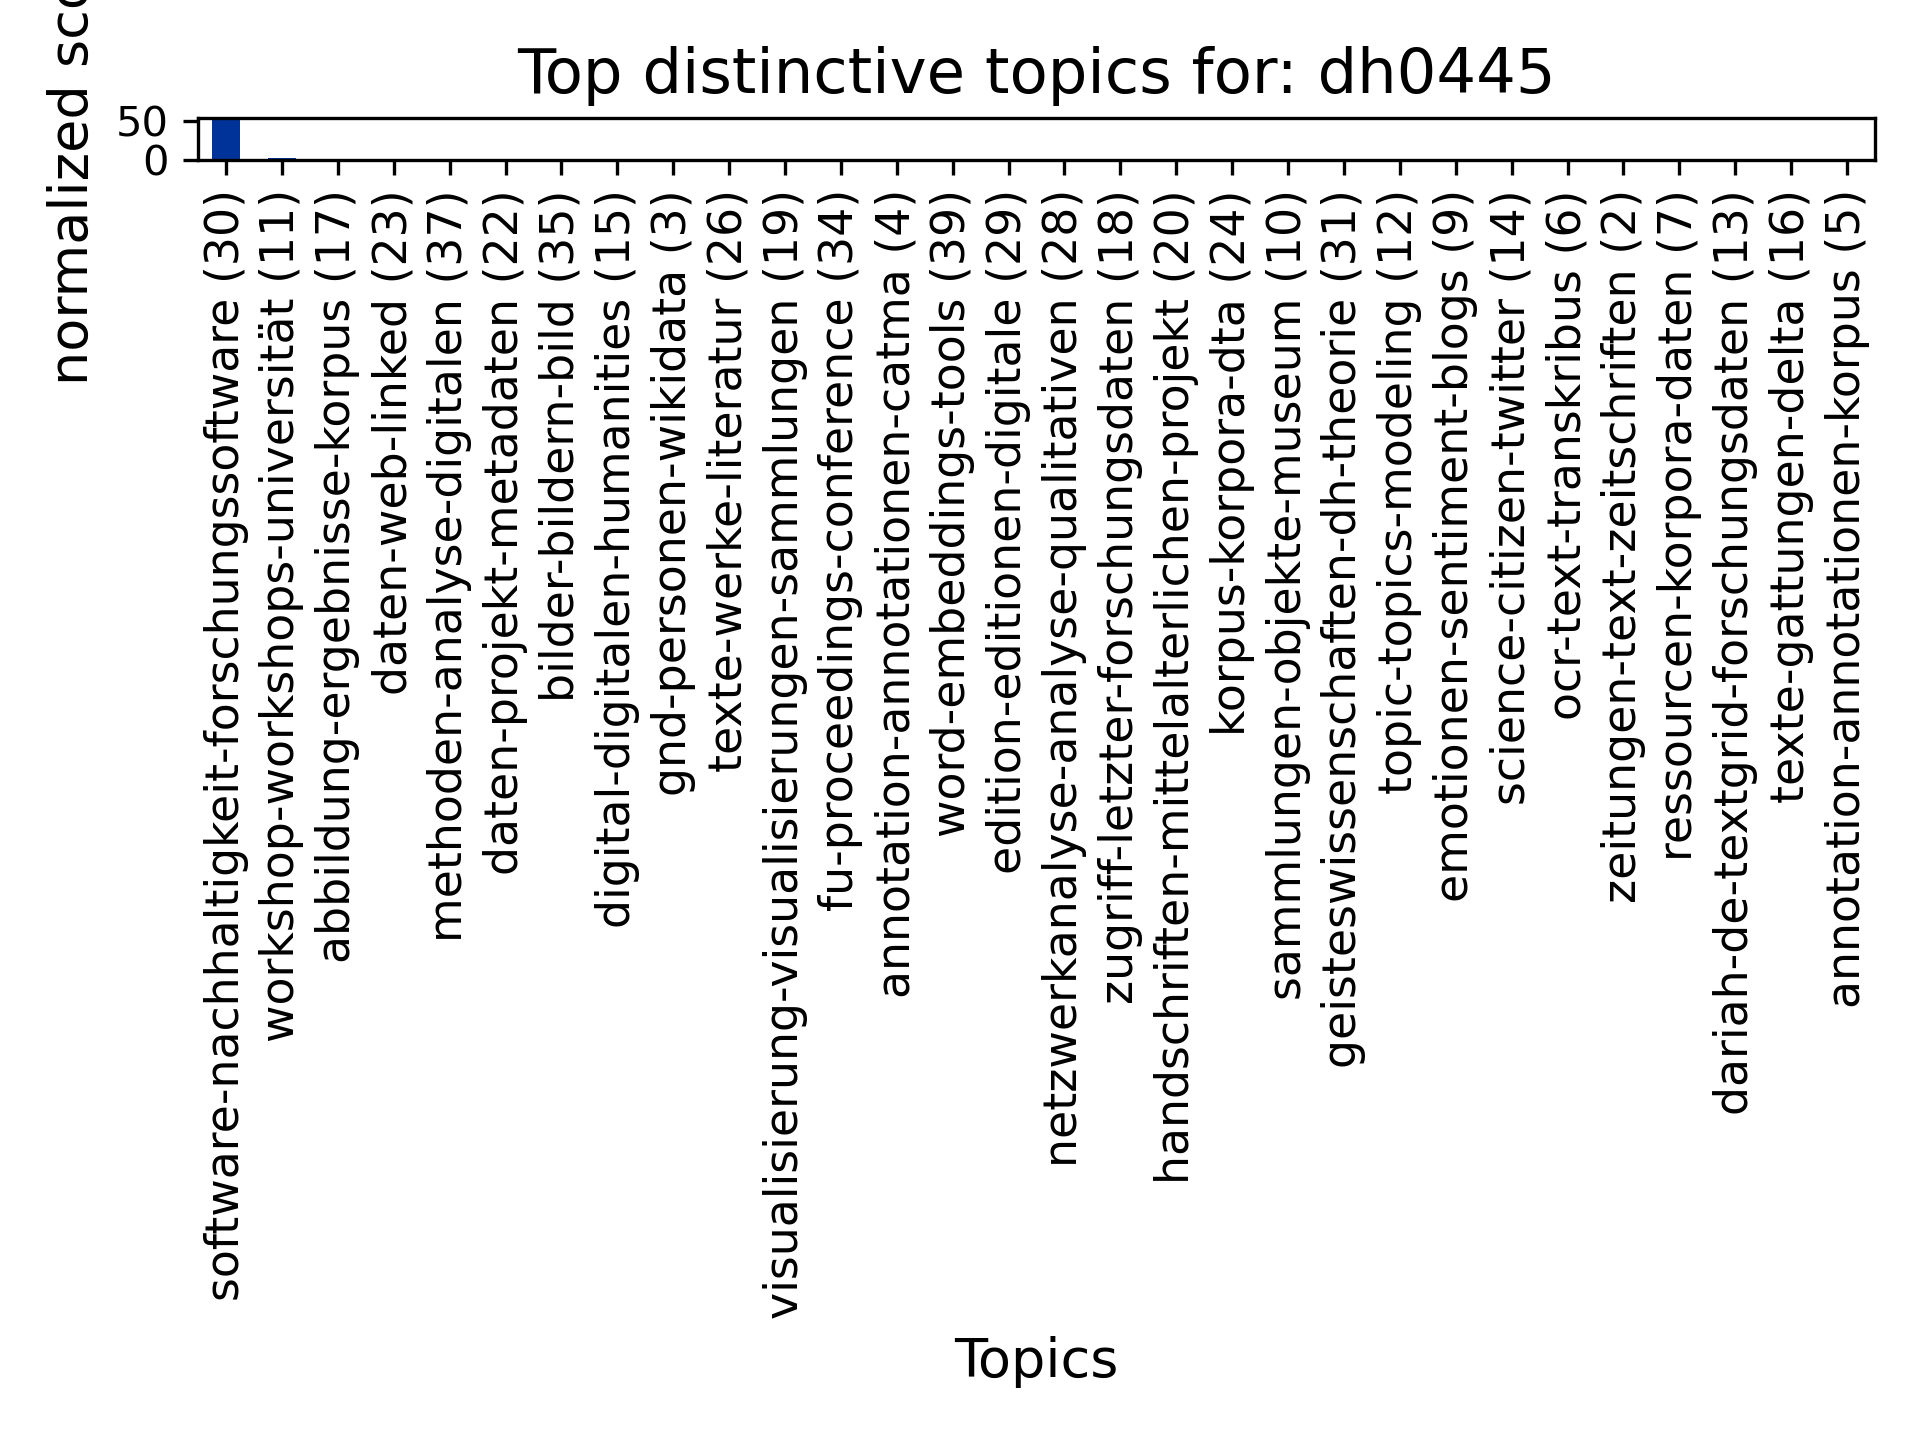 Top distinctive topics for: dh0445
normalized
50
0
software-nachhaltigkeit-forschungssoftware (30)
workshop-workshops-universität (11)
abbildung-ergebnisse-korpus (17)
daten-web-linked (23)
methoden-analyse-digitalen (37)
daten-projekt-metadaten (22)
bilder-bildern-bild (35)
digital-digitalen-humanities (15)
gnd-personen-wikidata (3)
texte-werke-literatur (26)
visualisierung-visualisierungen-sammlungen (19)
fu-proceedings-conference (34)
annotation-annotationen-catma (4)
word-embeddings-tools (39)
edition-editionen-digitale (29)
netzwerkanalyse-analyse-qualitativen (28)
zugriff-letzter-forschungsdaten (18)
handschriften-mittelalterlichen-projekt (20)
korpus-korpora-dta (24)
sammlungen-objekte-museum (10)
geisteswissenschaften-dh-theorie (31)
topic-topics-modeling (12)
emotionen-sentiment-blogs (9)
science-citizen-twitter (14)
ocr-text-transkribus (6)
zeitungen-text-zeitschriften (2)
ressourcen-korpora-daten (7)
dariah-de-textgrid-forschungsdaten (13)
texte-gattungen-delta (16)
annotation-annotationen-korpus (5)
Topics